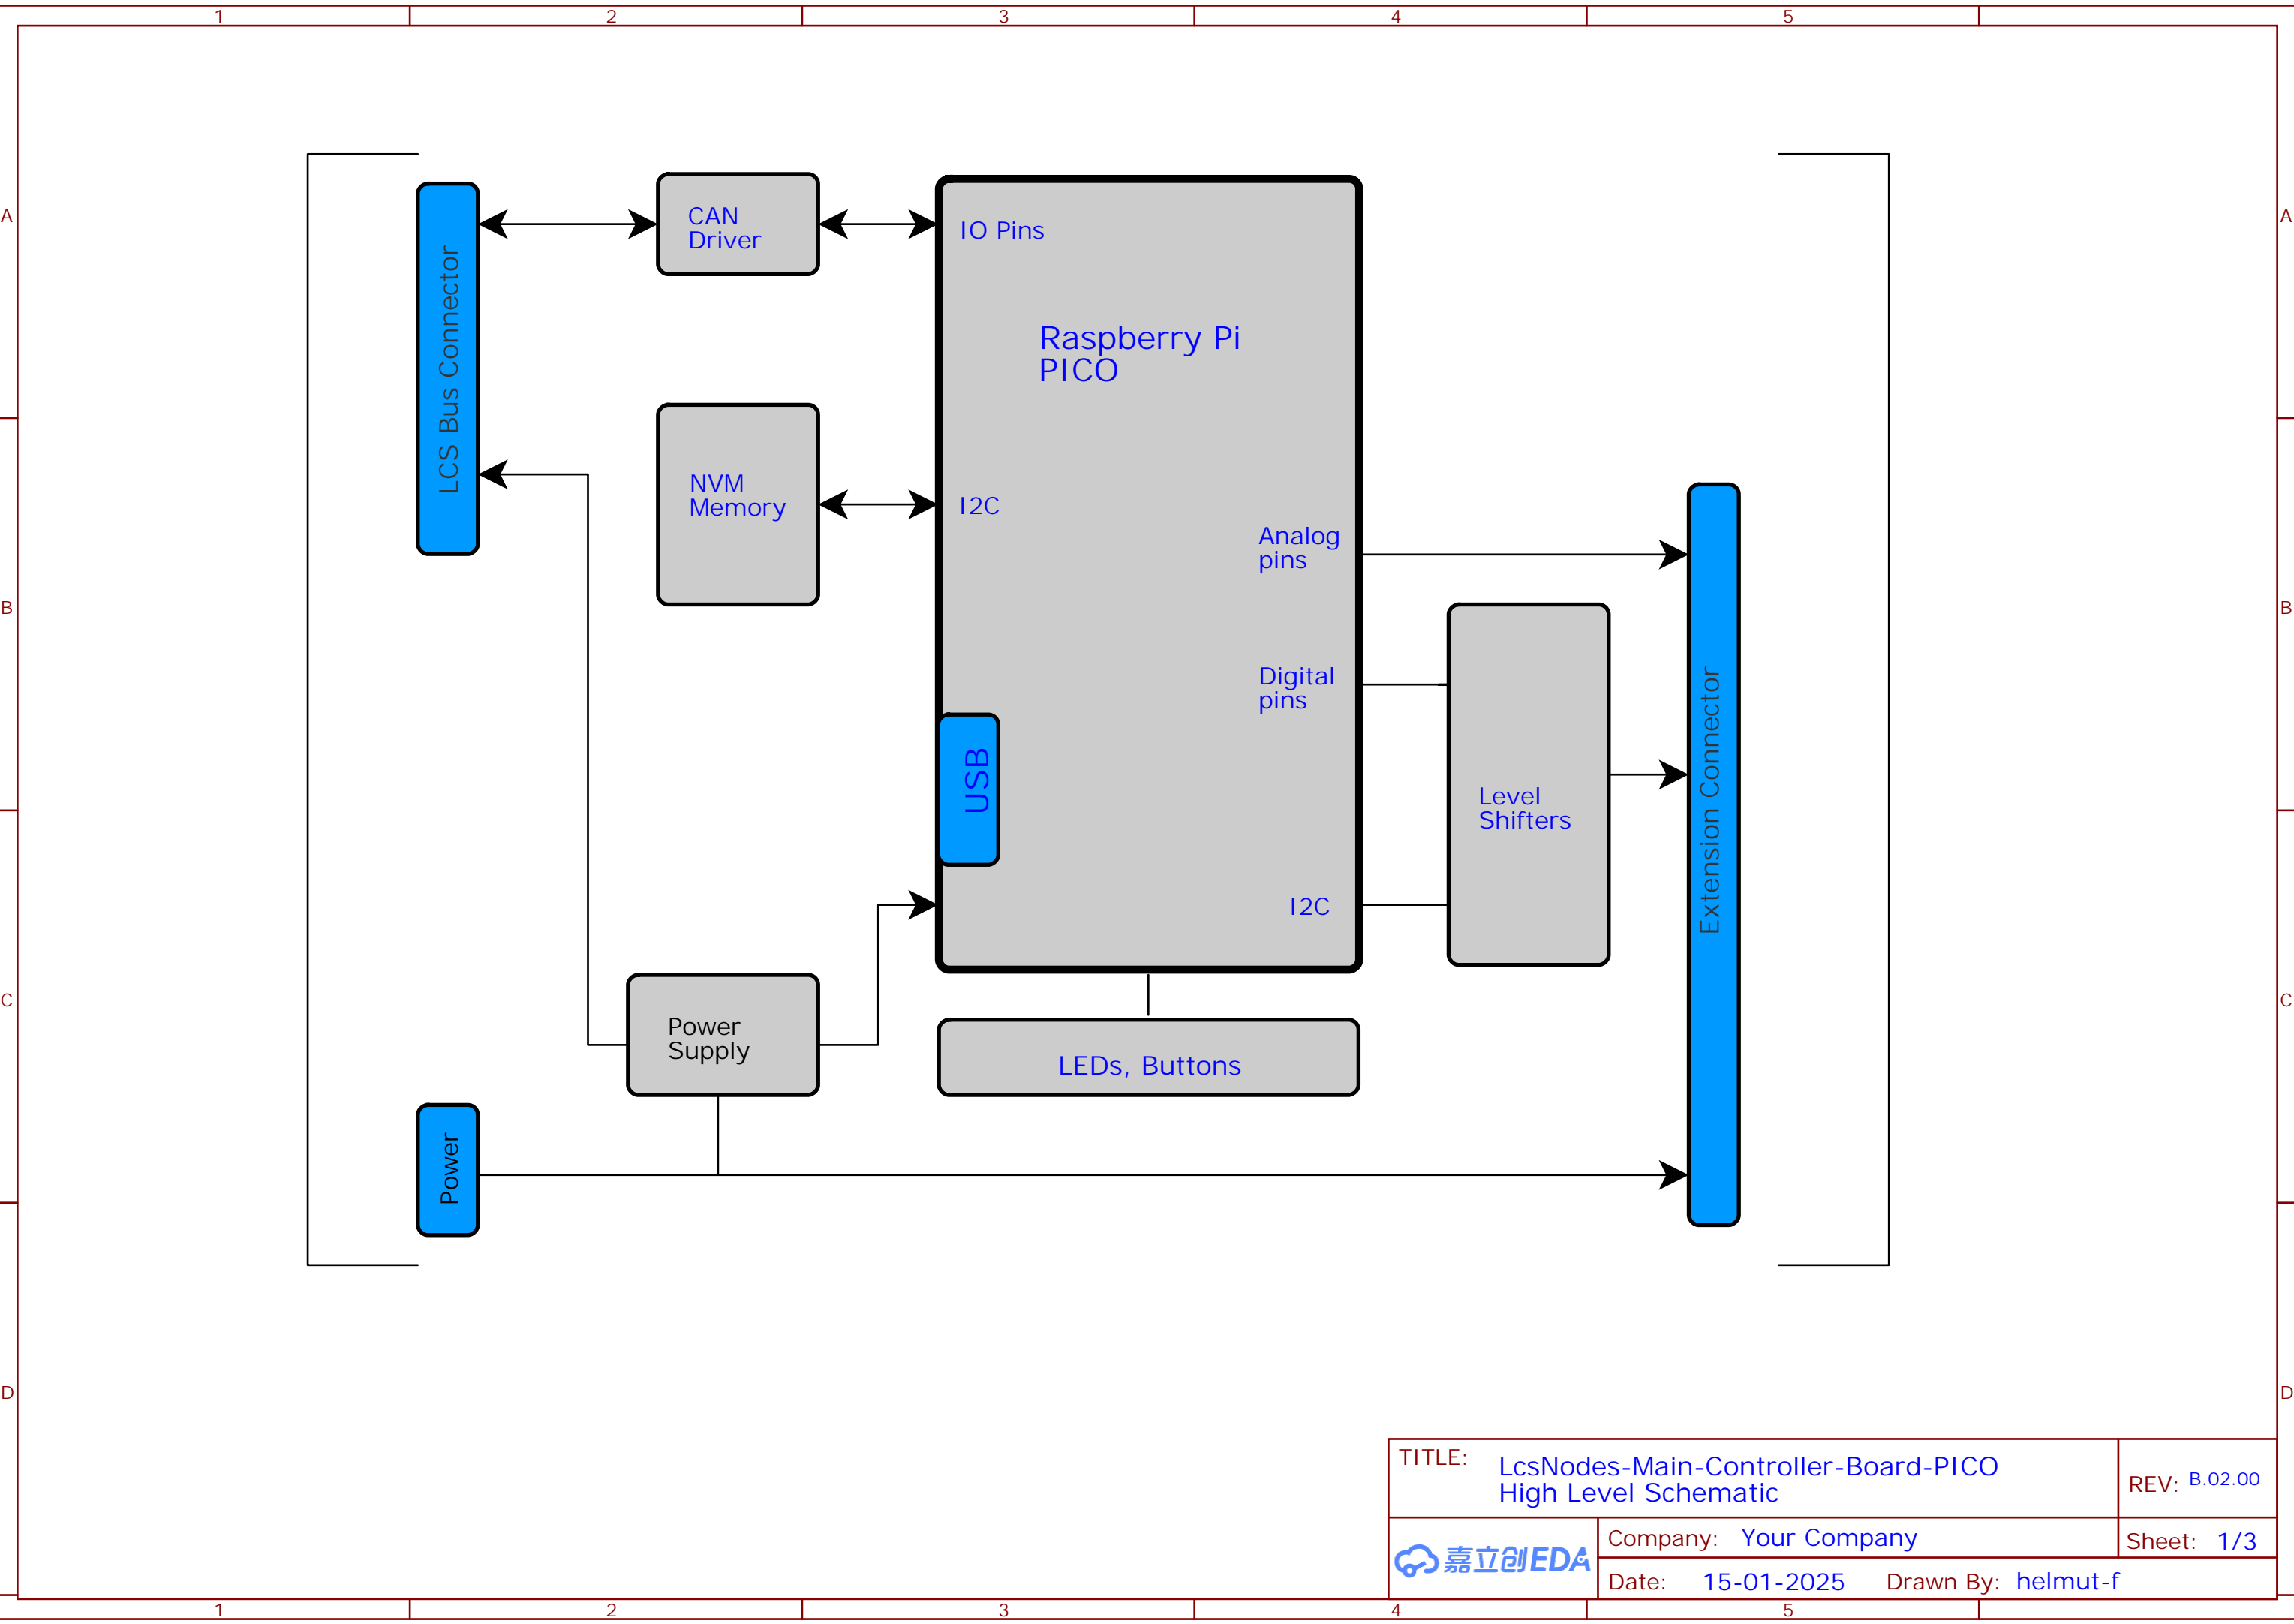 1 2 3 4 5
A A
CAN
Driver
IO Pins
LCS Bus Connector
Raspberry Pi
PICO
B B
NVM
Memory
I2C
Analog
pins
Digital
pins
USB
Level
Shifters
Extension Connector
I2C
C C
Power
Supply
LEDs, Buttons
Power
D D
TITLE:
LcsNodes-Main-Controller-Board-PICO
High Level Schematic
REV: B.02.00
嘉立创EDA
Company: Your Company
Sheet: 1/3
Date: 15-01-2025 Drawn By: helmut-f
1 2 3 4 5